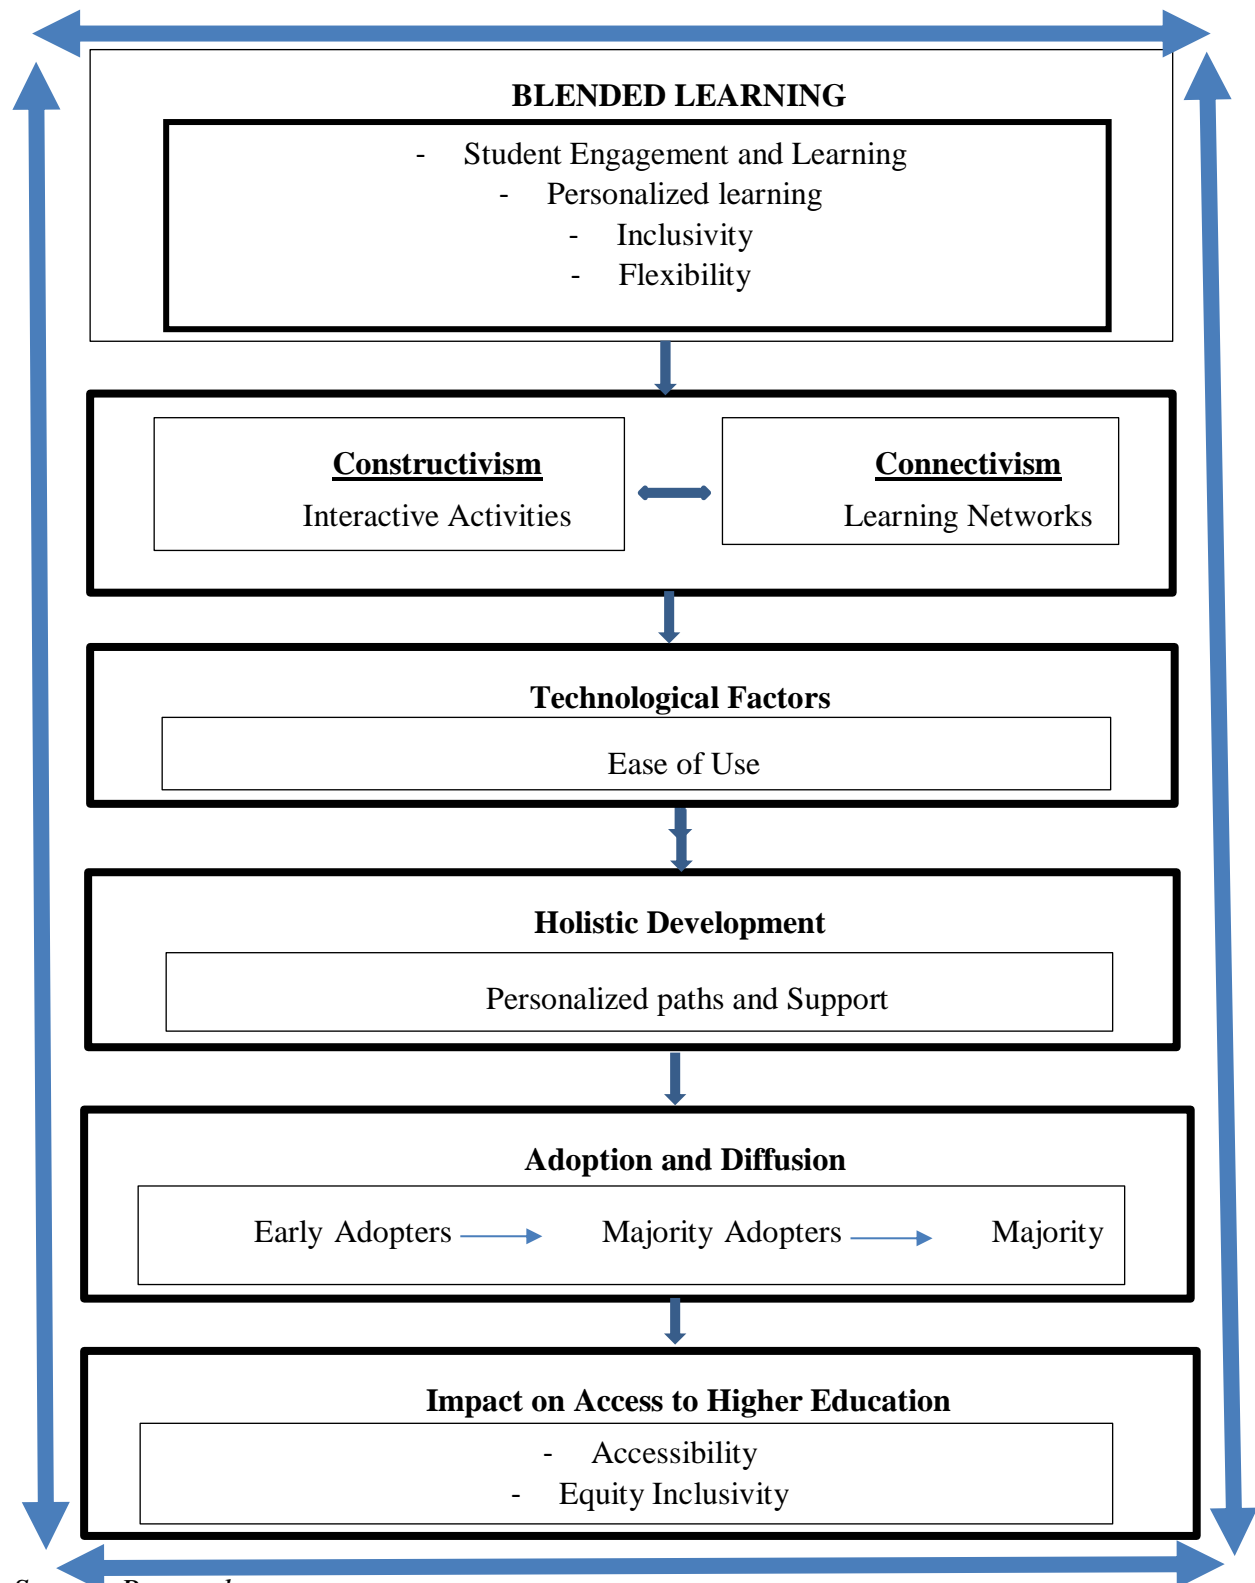 BLENDED LEARNING
- Student Engagement and Learning
- Personalized learning
- Inclusivity
- Flexibility
Constructivism
Interactive Activities
Connectivism
Learning Networks
Technological Factors
Ease of Use
Holistic Development
Personalized paths and Support
Adoption and Diffusion
Early Adopters Majority Adopters Majority
Impact on Access to Higher Education
- Accessibility
- Equity Inclusivity